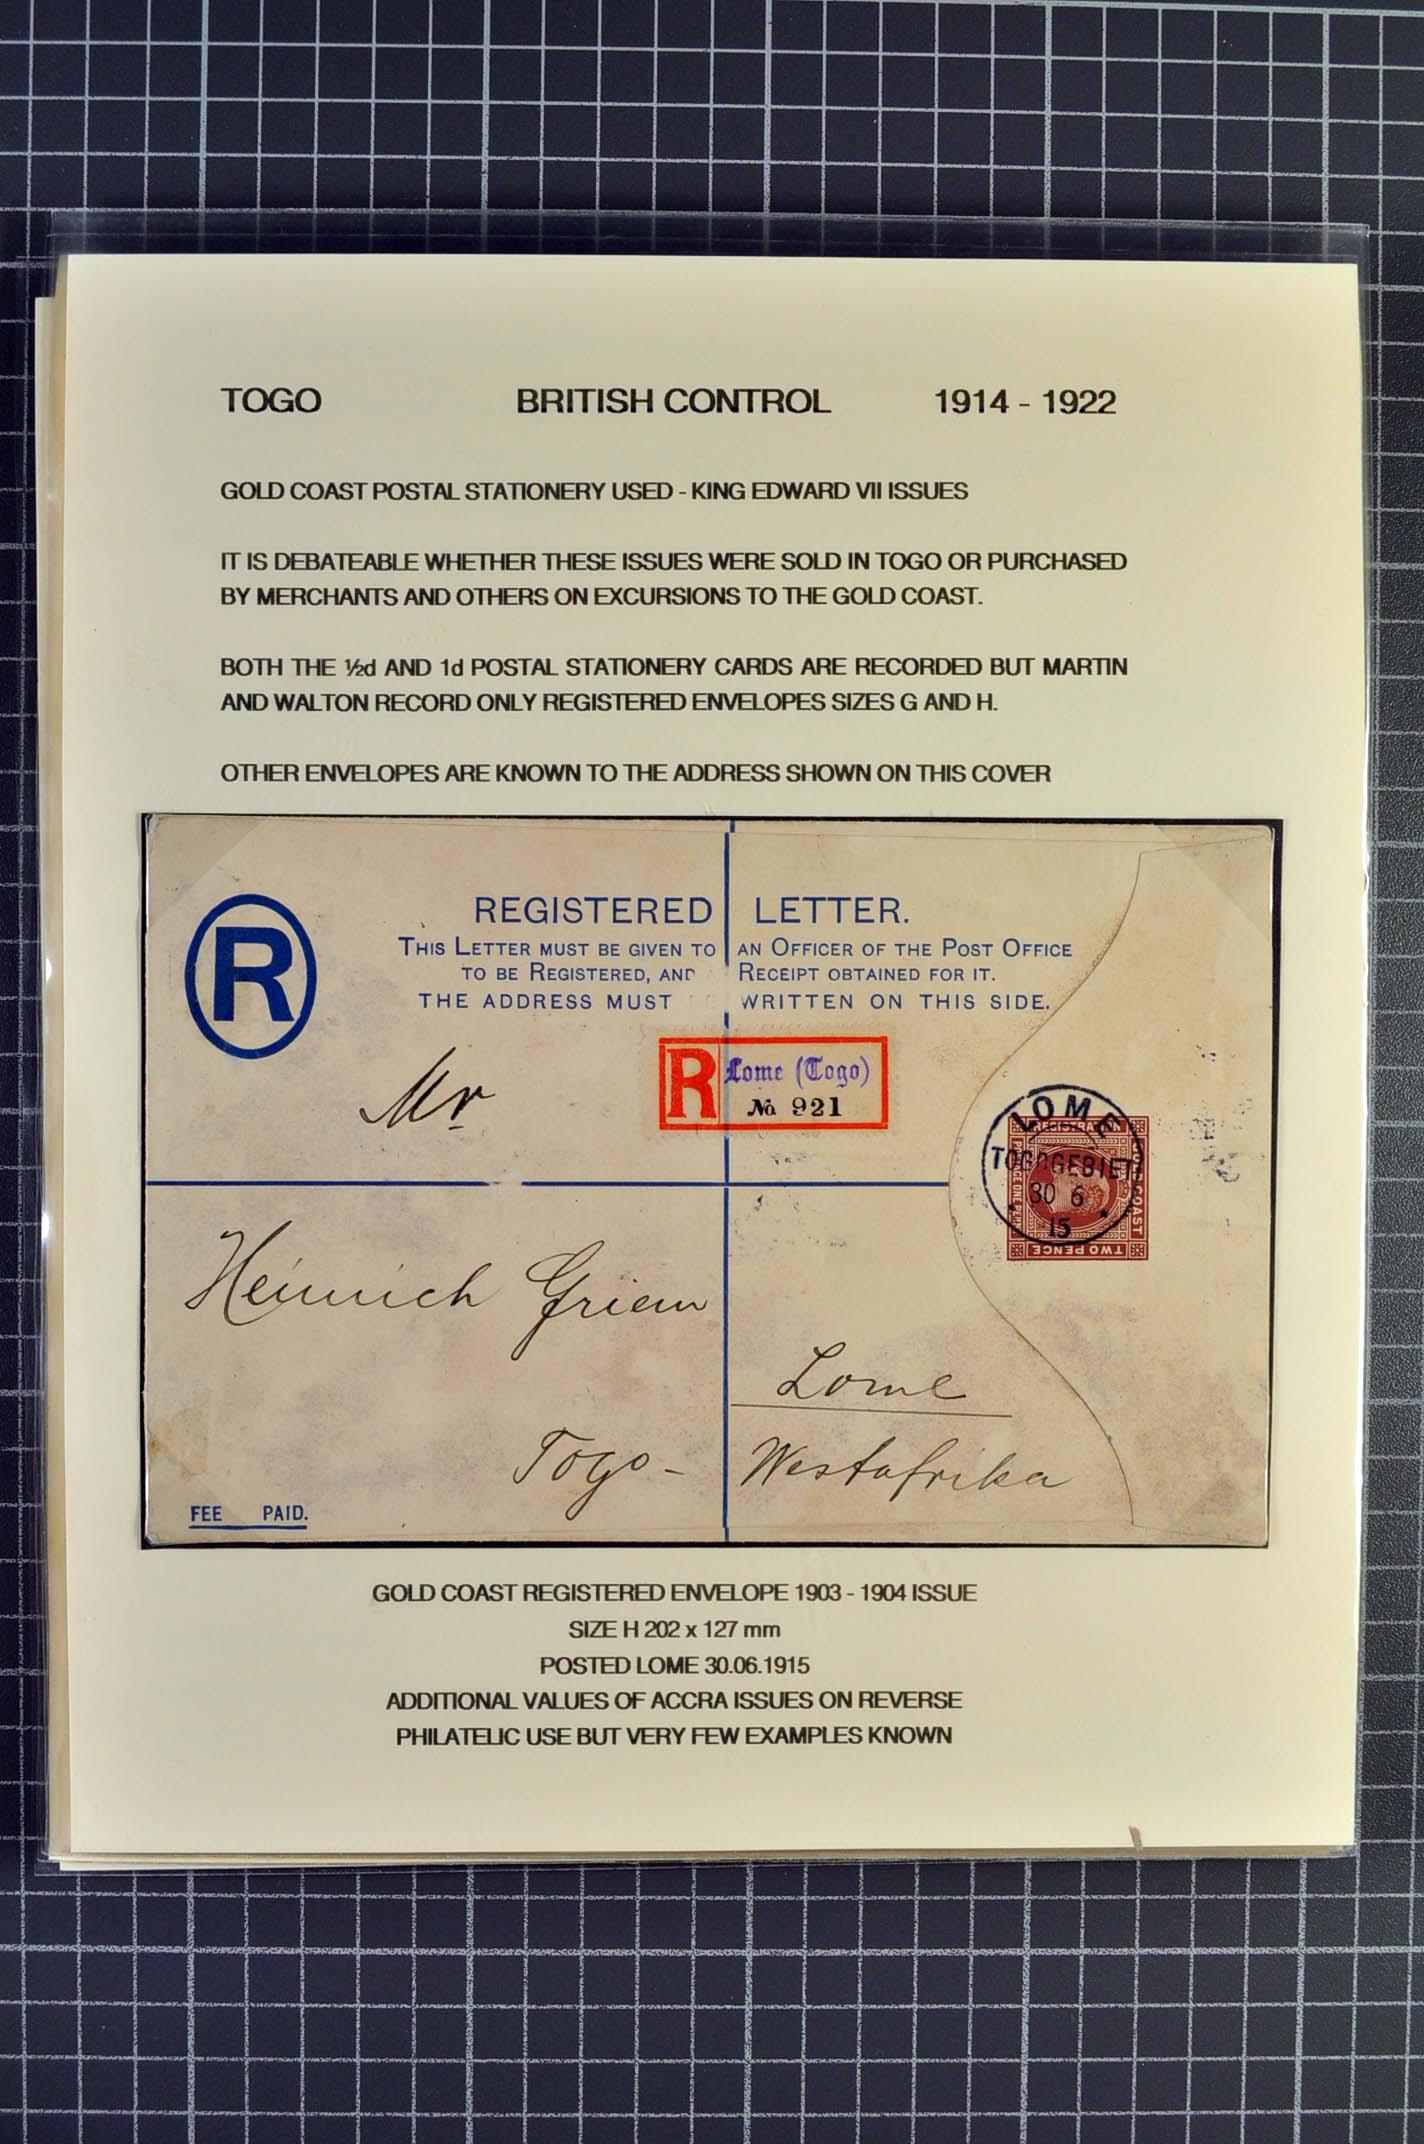 TOGO BRITISH CONTROL 1914 - 1922
GOLD COAST POSTAL STATIONERY USED - KING EDWARD VII ISSUES
IT IS DEBATEABLE WHETHER THESE ISSUES WERE SOLD IN TOGO OR PURCHASED
BY MERCHANTS AND OTHERS ON EXCURSIONS TO THE GOLD COAST.
BOTH THE ½d AND 1d POSTAL STATIONERY CARDS ARE RECORDED BUT MARTIN
AND WALTON RECORD ONLY REGISTERED ENVELOPES SIZES G AND H.
OTHER ENVELOPES ARE KNOWN TO THE ADDRESS SHOWN ON THIS COVER
R
REGISTERED LETTER.
THIS LETTER MUST BE GIVEN TO AN OFFICER OF THE POST OFFICE
TO BE REGISTERED, AND RECEIPT OBTAINED FOR IT.
THE ADDRESS MUST WRITTEN ON THIS SIDE.
R Lome (Togo)
No 921
Mr
LOME
TOGOGEBIET
30 6
15
COAST
TWO PENCE
Heinrich Griem
Lome
Togo - Westafrika
FEE PAID.
GOLD COAST REGISTERED ENVELOPE 1903 - 1904 ISSUE
SIZE H 202 x 127 mm
POSTED LOME 30.06.1915
ADDITIONAL VALUES OF ACCRA ISSUES ON REVERSE
PHILATELIC USE BUT VERY FEW EXAMPLES KNOWN